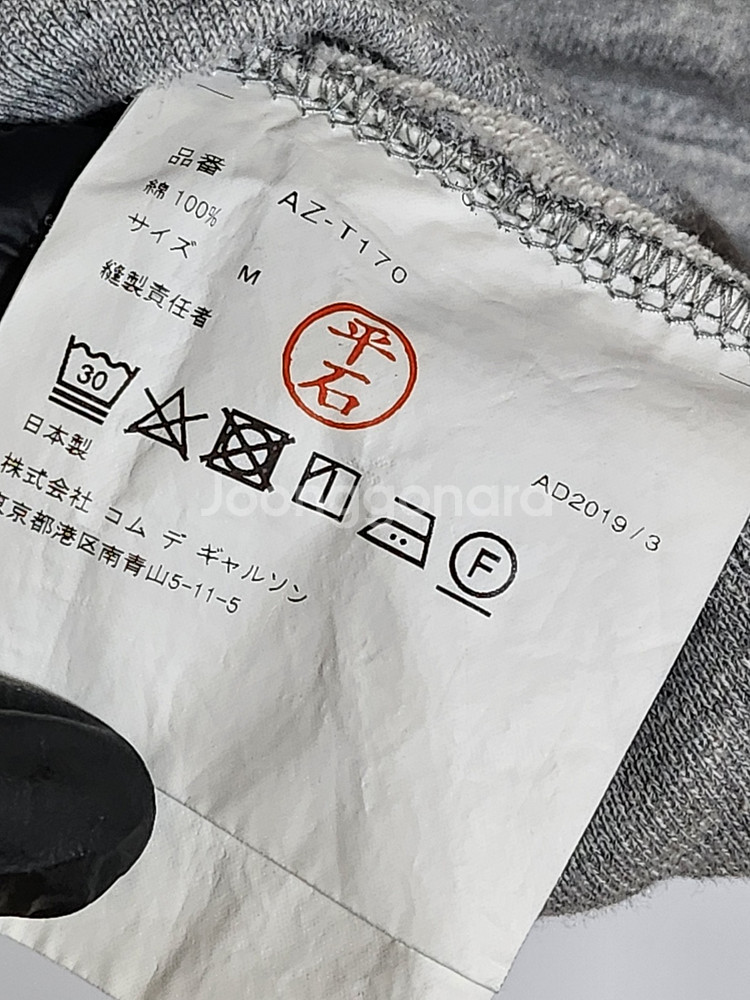 品番 AZ-T170
綿 100%
サイズ M
縫製責任者
平石
30
日本製
株式会社 コム デ ギャルソン
東京都港区南青山5-11-5
F
AD2019/3
Joonggonara